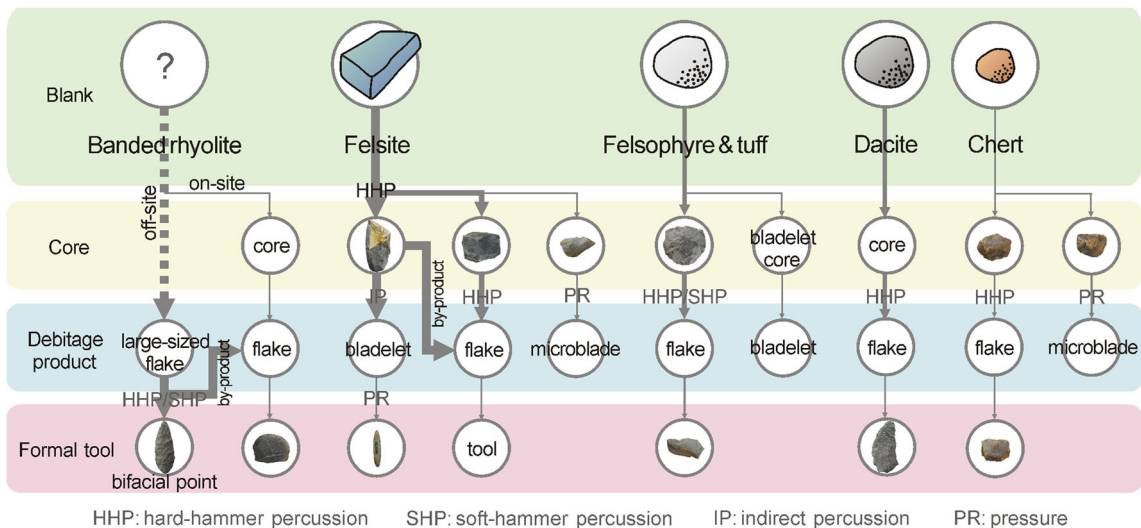 ?
Blank
Banded rhyolite
Felsite
Felsophyre & tuff
Dacite
Chert
off-site
on-site
HHP
Core
core
bladelet
core
core
IP
by-product
HHP
PR
HHP/SHP
HHP
HHP
PR
Debitage
product
large-sized
flake
flake
bladelet
flake
microblade
flake
bladelet
flake
flake
microblade
HHP/SHP
by-product
PR
Formal tool
tool
bifacial point
HHP: hard-hammer percussion
SHP: soft-hammer percussion
IP: indirect percussion
PR: pressure